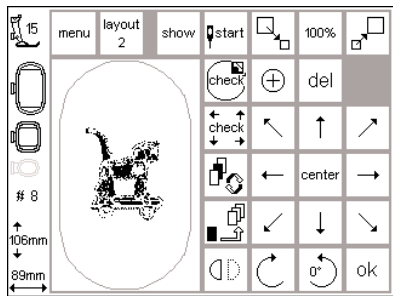 15
menu
layout
2
show
start
100%
check
del
check
center
# 8
106mm
89mm
0°
ok